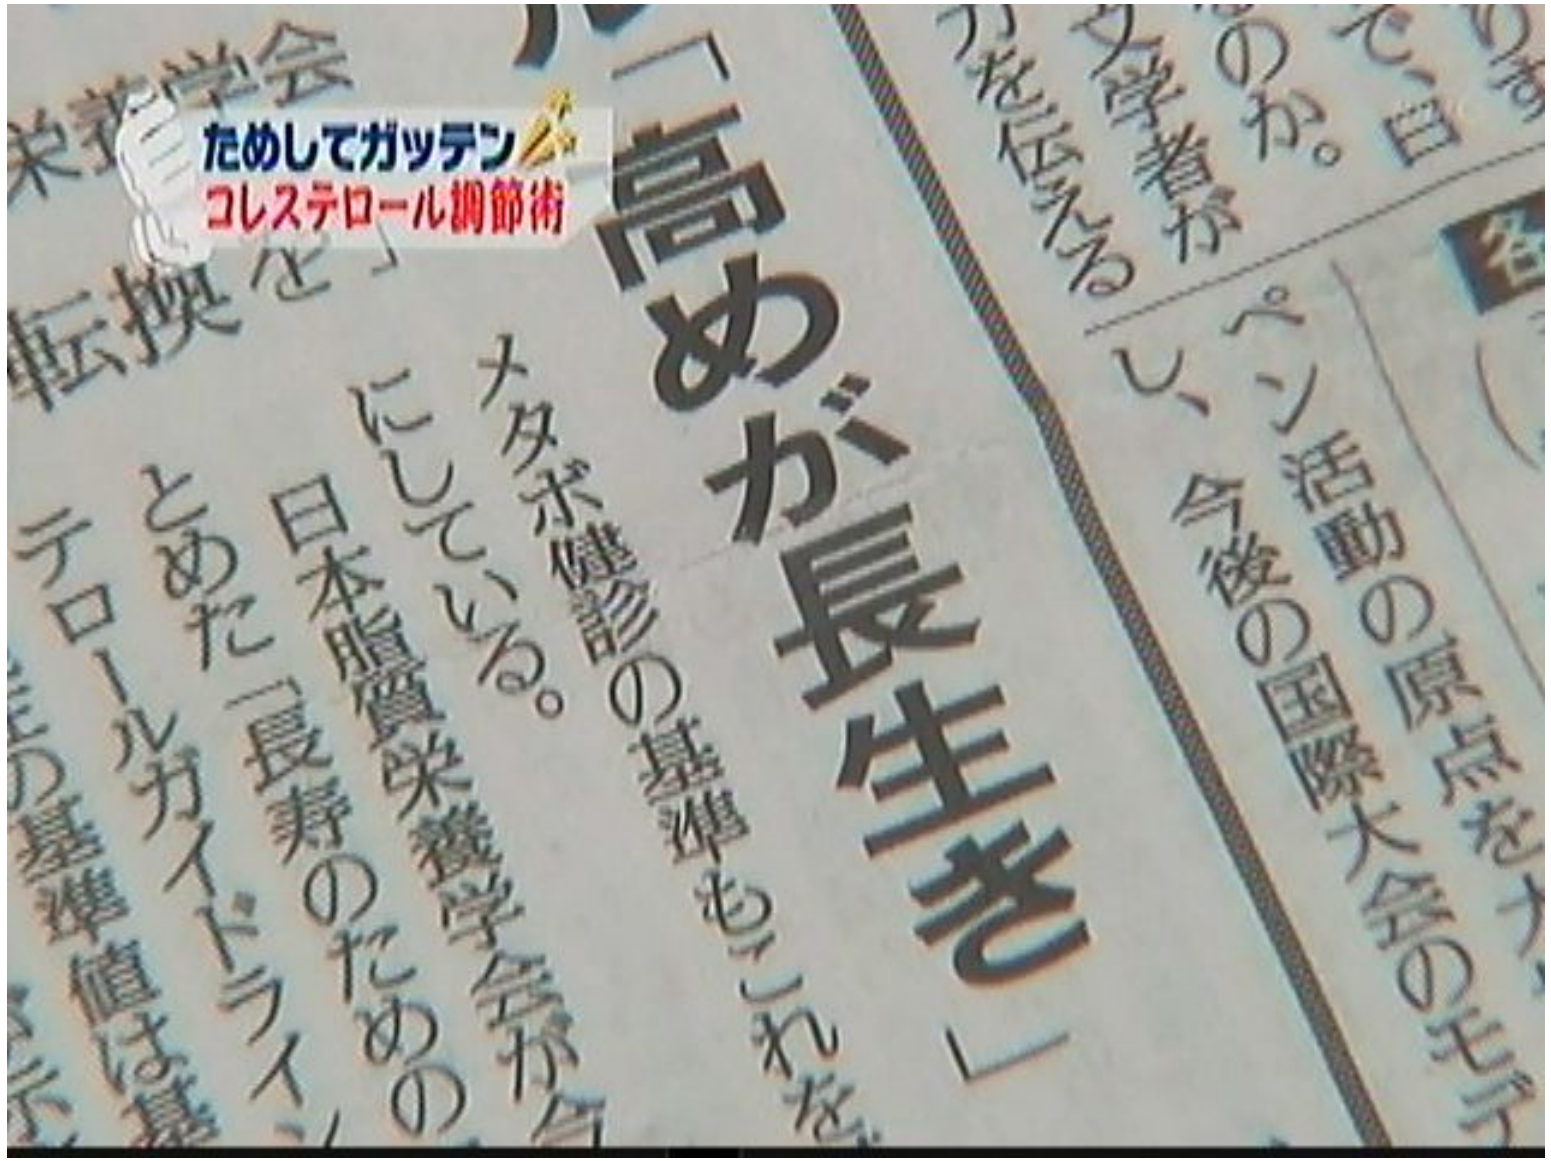 ためしてガッテン
コレステロール調節術
「高めが長生き」
栄養学会
転換を」
メタボ健診の基準もこれを
にしている。
日本脂質栄養学会が今
とめた「長寿のための
テロールガイドライン
の基準値は基
で、目
のか。
文学者が
力を伝える
ペン活動の原点を大
し、今後の国際大会のモデ